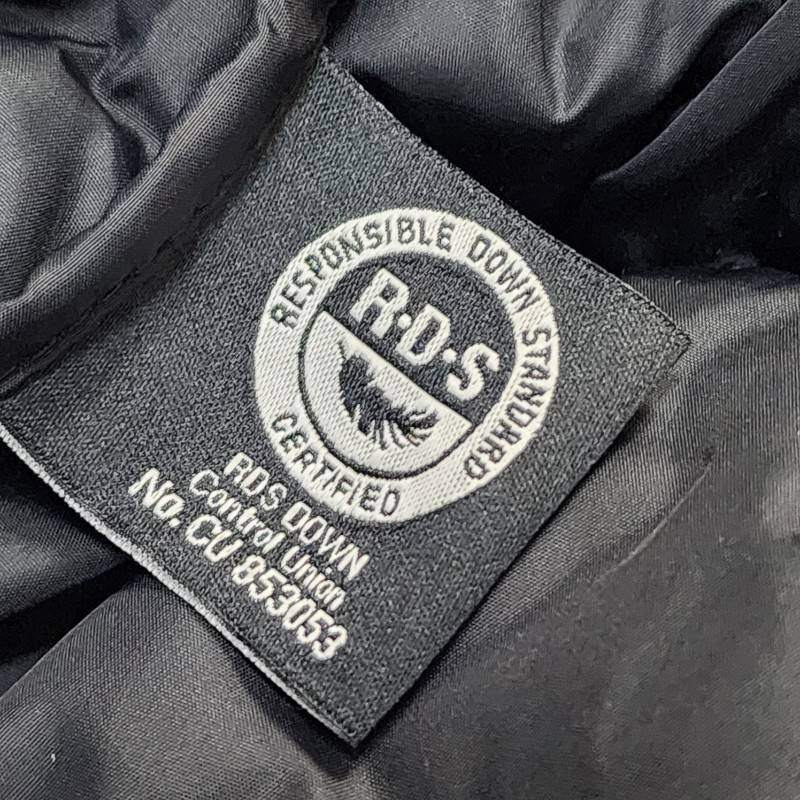 RESPONSIBLE DOWN STANDARD
R·D·S
CERTIFIED
RDS DOWN
Control Union
No. CU 853053